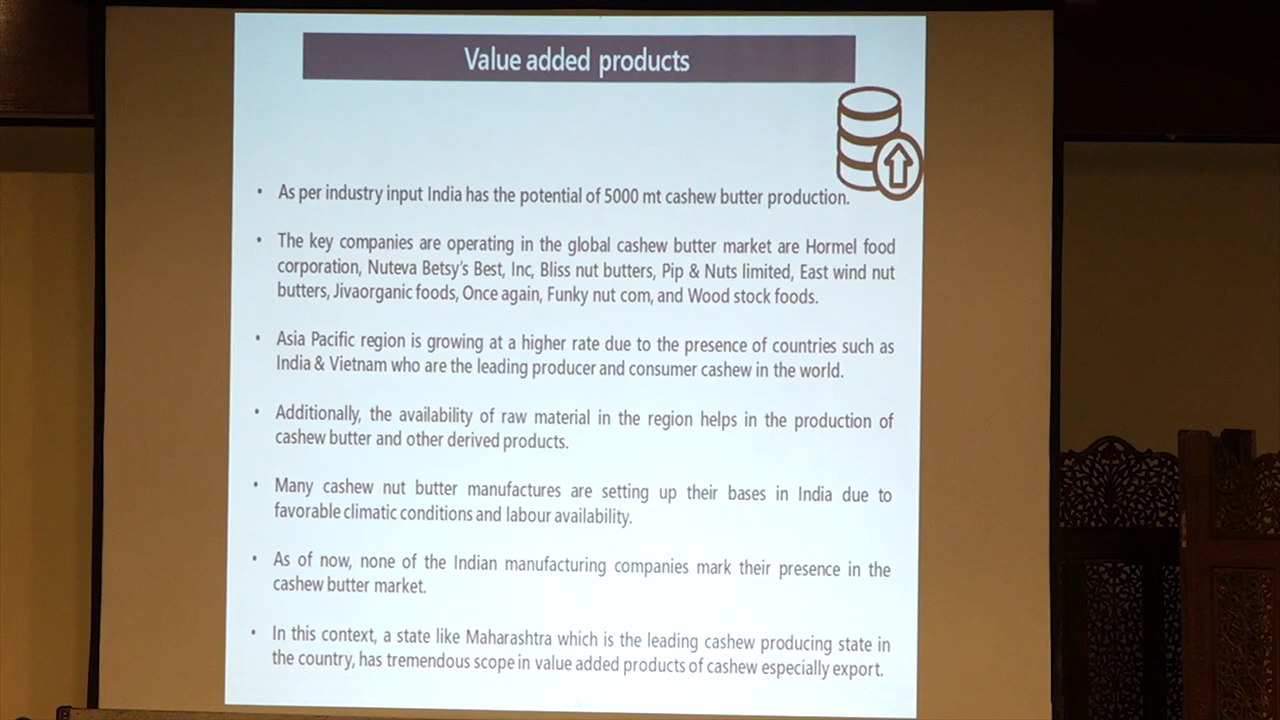 Value added products
• As per industry input India has the potential of 5000 mt cashew butter production.
• The key companies are operating in the global cashew butter market are Hormel food
corporation, Nuteva Betsy's Best, Inc, Bliss nut butters, Pip & Nuts limited, East wind nut
butters, Jivaorganic foods, Once again, Funky nut com, and Wood stock foods.
• Asia Pacific region is growing at a higher rate due to the presence of countries such as
India & Vietnam who are the leading producer and consumer cashew in the world.
• Additionally, the availability of raw material in the region helps in the production of
cashew butter and other derived products.
• Many cashew nut butter manufactures are setting up their bases in India due to
favorable climatic conditions and labour availability.
• As of now, none of the Indian manufacturing companies mark their presence in the
cashew butter market.
• In this context, a state like Maharashtra which is the leading cashew producing state in
the country, has tremendous scope in value added products of cashew especially export.